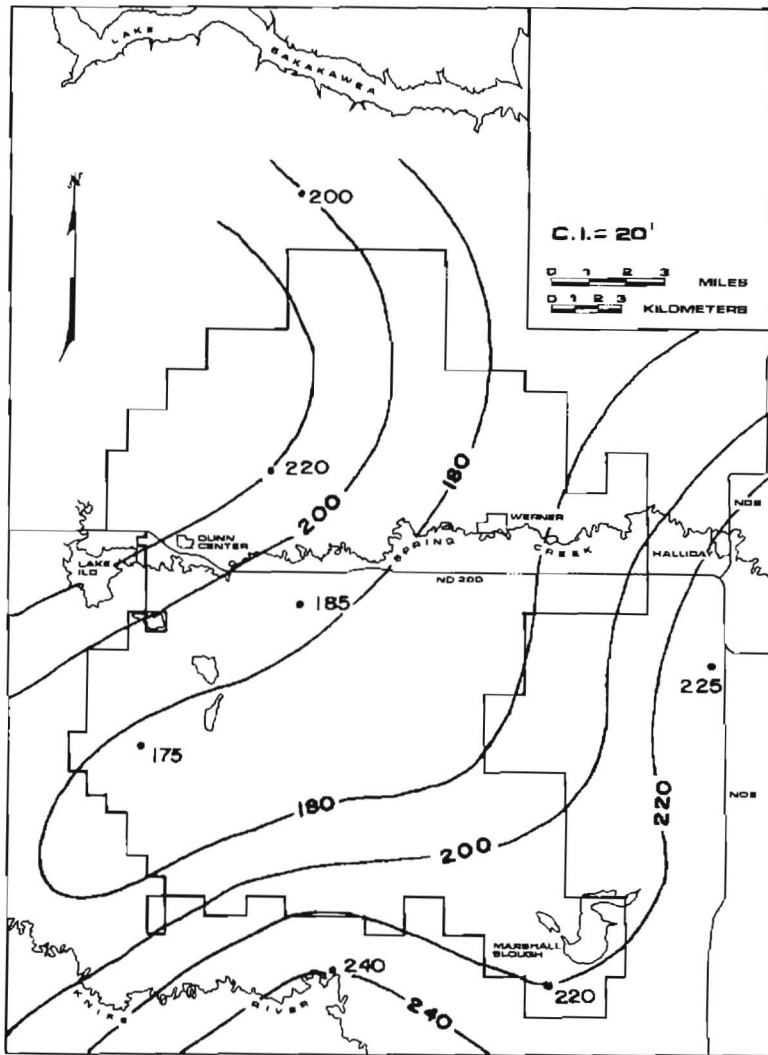 LAKE
SAKAKAWEA
N
200
C.I.= 20'
0 1 2 3 MILES
0 1 2 3 KILOMETERS
220
200
180
DUNN
CENTER
WERNER
ND8
LAKE
ILO
SPRING CREEK
HALLIDAY
ND 200
185
225
175
180
200
220
ND8
MARSHALL
SLOUGH
240
220
KNIFE RIVER
240